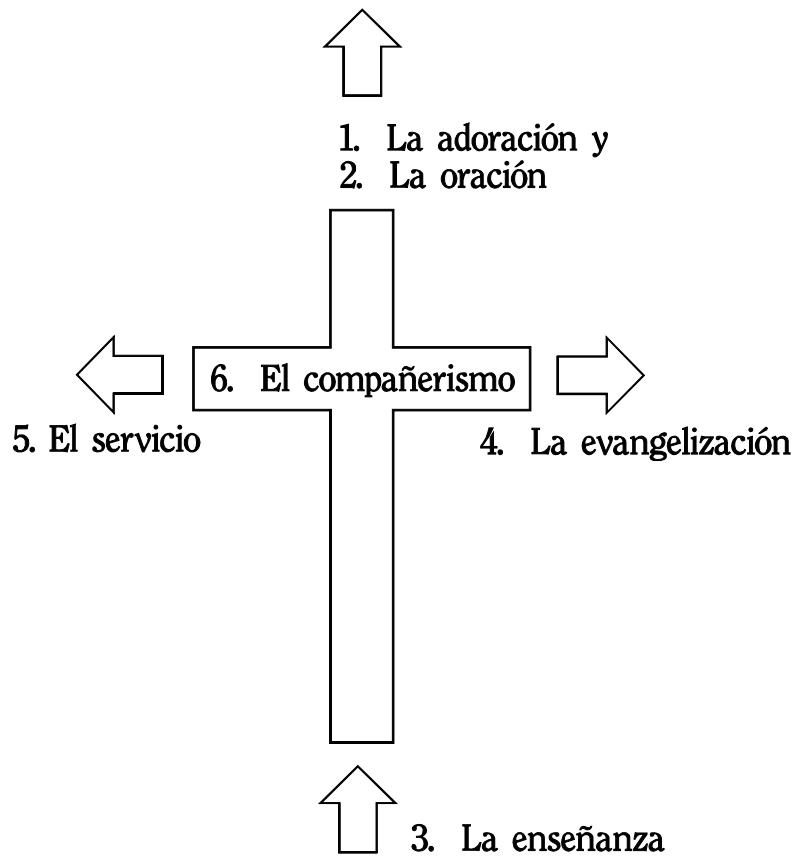 1. La adoración y
2. La oración
6. El compañerismo
5. El servicio
4. La evangelización
3. La enseñanza